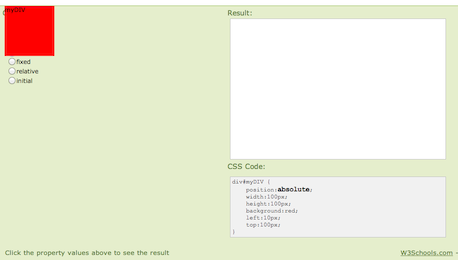 myDIV
fixed
relative
initial
Result:
CSS Code:
div#myDIV {
position:absolute;
width:100px;
height:100px;
background:red;
left:10px;
top:100px;
}
Click the property values above to see the result
W3Schools.com -